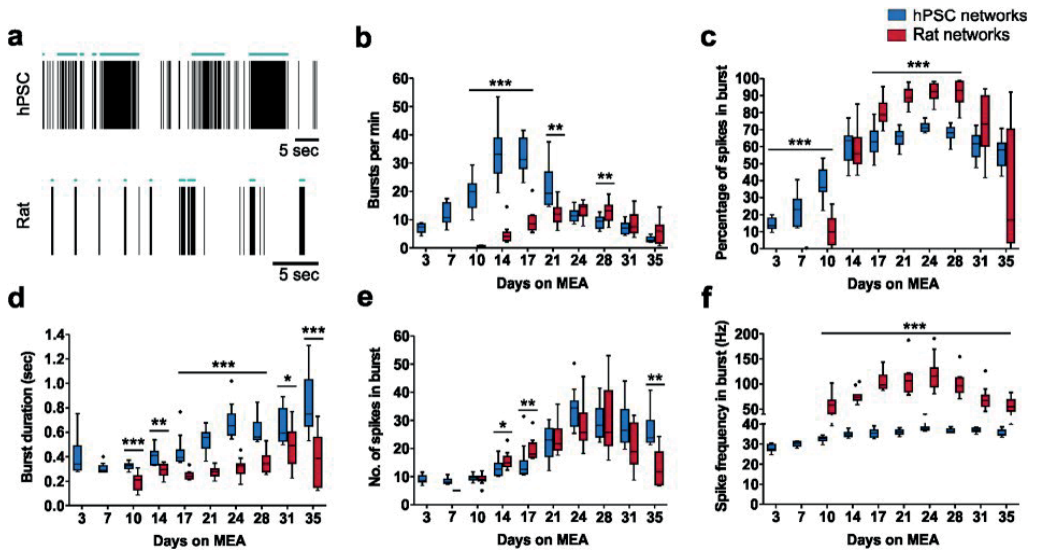 hPSC networks
Rat networks
a
hPSC
5 sec
Rat
5 sec
b
***
**
**
Bursts per min
60
50
40
30
20
10
0
3 7 10 14 17 21 24 28 31 35
Days on MEA
c
***
***
Percentage of spikes in burst
100
90
80
70
60
50
40
30
20
10
0
3 7 10 14 17 21 24 28 31 35
Days on MEA
d
***
**
***
*
***
Burst duration (sec)
1.4
1.2
1.0
0.8
0.6
0.4
0.2
0.0
3 7 10 14 17 21 24 28 31 35
Days on MEA
e
*
**
**
No. of spikes in burst
60
50
40
30
20
10
0
3 7 10 14 17 21 24 28 31 35
Days on MEA
f
***
Spike frequency in burst (Hz)
200
150
100
50
40
30
20
10
0
3 7 10 14 17 21 24 28 31 35
Days on MEA